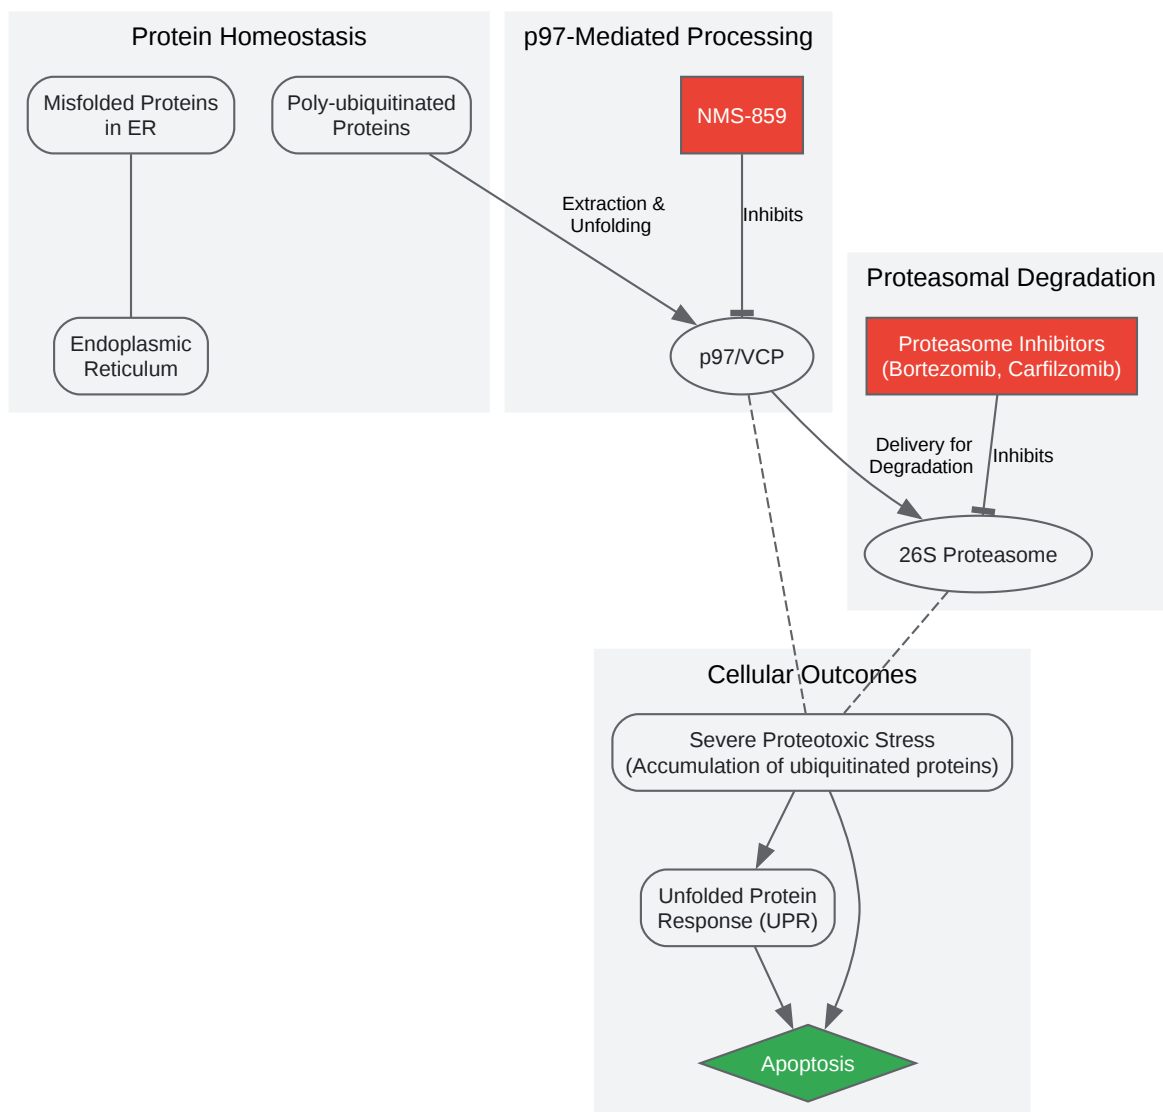 Protein Homeostasis
Misfolded Proteins
in ER
Poly-ubiquitinated
Proteins
Endoplasmic
Reticulum
p97-Mediated Processing
NMS-859
Extraction &
Unfolding
Inhibits
p97/VCP
Proteasomal Degradation
Proteasome Inhibitors
(Bortezomib, Carfilzomib)
Delivery for
Degradation
Inhibits
26S Proteasome
Cellular Outcomes
Severe Proteotoxic Stress
(Accumulation of ubiquitinated proteins)
Unfolded Protein
Response (UPR)
Apoptosis